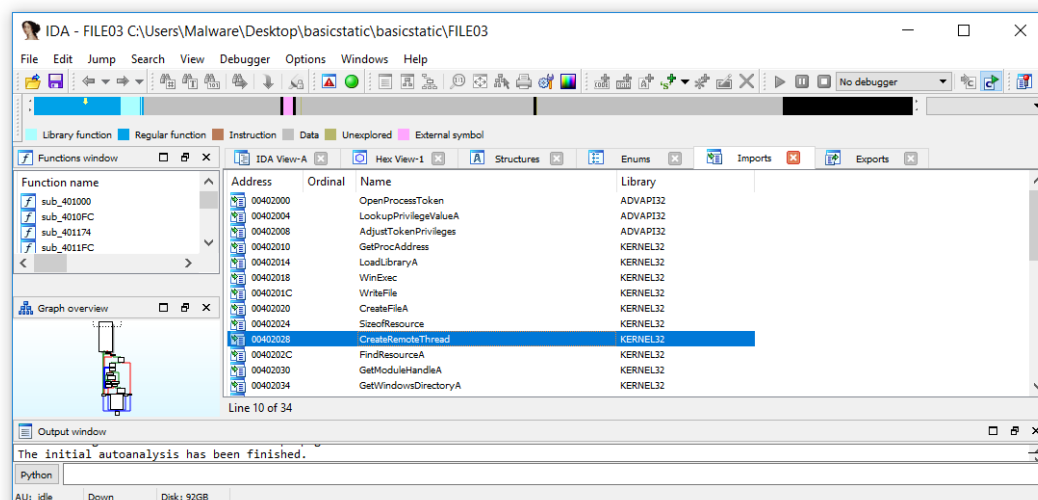 IDA - FILE03 C:\Users\Malware\Desktop\basicstatic\basicstatic\FILE03
File Edit Jump Search View Debugger Options Windows Help
No debugger
Library function Regular function Instruction Data Unexplored External symbol
Functions window
IDA View-A Hex View-1 Structures Enums Imports Exports
Function name
sub_401000
sub_4010FC
sub_401174
sub_4011FC
Graph overview
Address Ordinal Name Library
00402000 OpenProcessToken ADVAPI32
00402004 LookupPrivilegeValueA ADVAPI32
00402008 AdjustTokenPrivileges ADVAPI32
00402010 GetProcAddress KERNEL32
00402014 LoadLibraryA KERNEL32
00402018 WinExec KERNEL32
0040201C WriteFile KERNEL32
00402020 CreateFileA KERNEL32
00402024 SizeofResource KERNEL32
00402028 CreateRemoteThread KERNEL32
0040202C FindResourceA KERNEL32
00402030 GetModuleHandleA KERNEL32
00402034 GetWindowsDirectoryA KERNEL32
Line 10 of 34
Output window
The initial autoanalysis has been finished.
Python
AU: idle Down Disk: 92GB